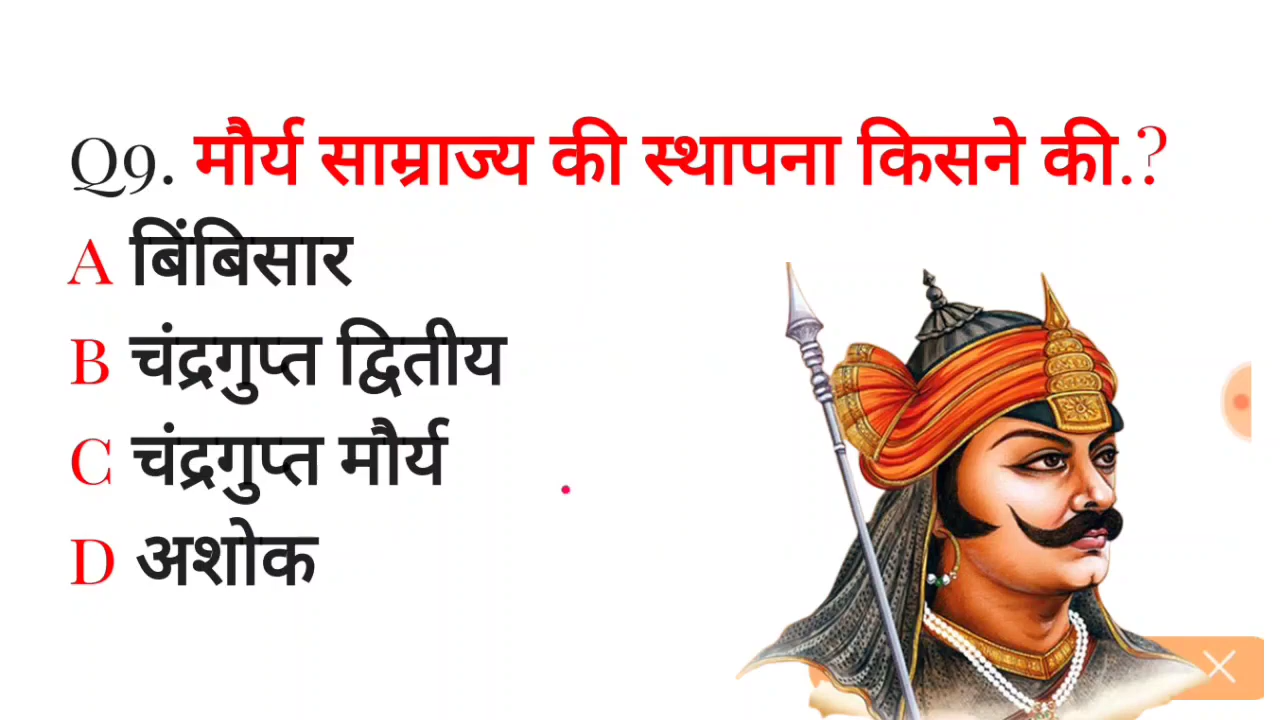 Q9. मौर्य साम्राज्य की स्थापना किसने की.?
A बिंबिसार
B चंद्रगुप्त द्वितीय
C चंद्रगुप्त मौर्य
D अशोक